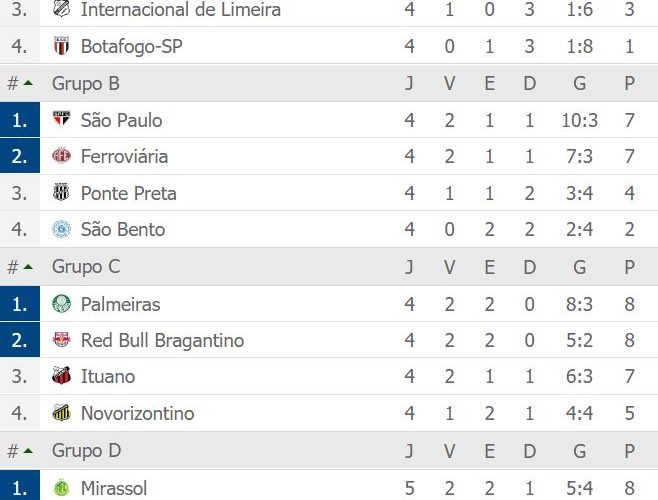 3. Internacional de Limeira 4 1 0 3 1:6 3
4. Botafogo-SP 4 0 1 3 1:8 1
# Grupo B J V E D G P
1. São Paulo 4 2 1 1 10:3 7
2. Ferroviária 4 2 1 1 7:3 7
3. Ponte Preta 4 1 1 2 3:4 4
4. São Bento 4 0 2 2 2:4 2
# Grupo C J V E D G P
1. Palmeiras 4 2 2 0 8:3 8
2. Red Bull Bragantino 4 2 2 0 5:2 8
3. Ituano 4 2 1 1 6:3 7
4. Novorizontino 4 1 2 1 4:4 5
# Grupo D J V E D G P
1. Mirassol 5 2 2 1 5:4 8